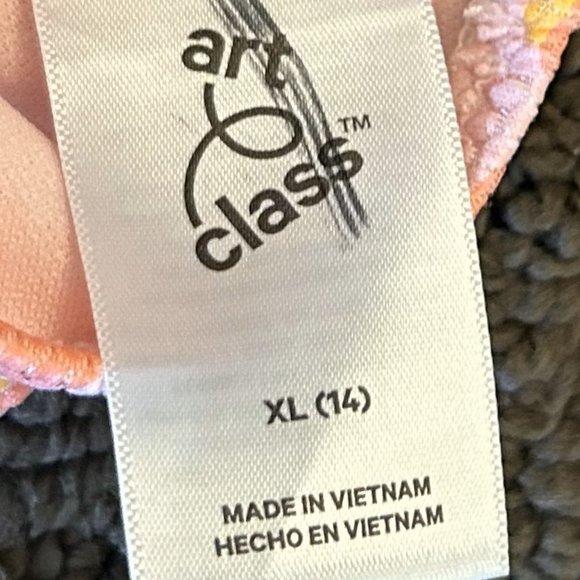 art
class™
XL (14)
MADE IN VIETNAM
HECHO EN VIETNAM